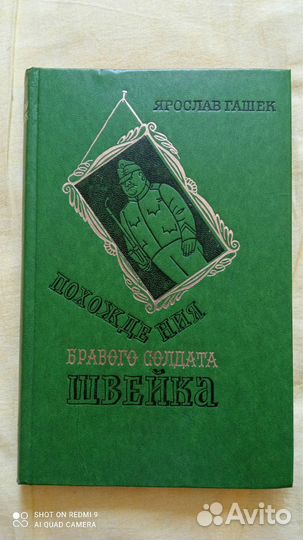 ЯРОСЛАВ ГАШЕК
ПОХОЖДЕНИЯ
БРАВОГО СОЛДАТА
ШВЕЙКА
SHOT ON REDMI 9
AI QUAD CAMERA
Avito